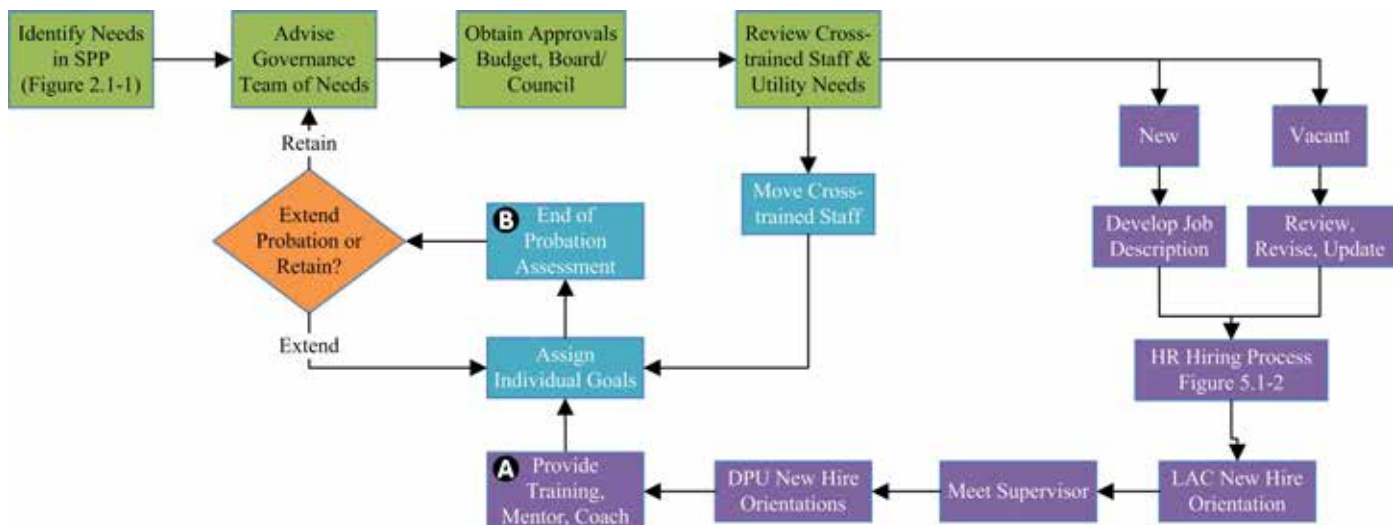 Identify Needs
in SPP
(Figure 2.1-1)
Advise
Governance
Team of Needs
Obtain Approvals
Budget, Board/
Council
Review Cross-
trained Staff &
Utility Needs
New
Vacant
Retain
Move Cross-
trained Staff
Extend
Probation or
Retain?
B
End of
Probation
Assessment
Develop Job
Description
Review,
Revise, Update
Extend
Assign
Individual Goals
HR Hiring Process
Figure 5.1-2
A
Provide
Training,
Mentor, Coach
DPU New Hire
Orientations
Meet Supervisor
LAC New Hire
Orientation